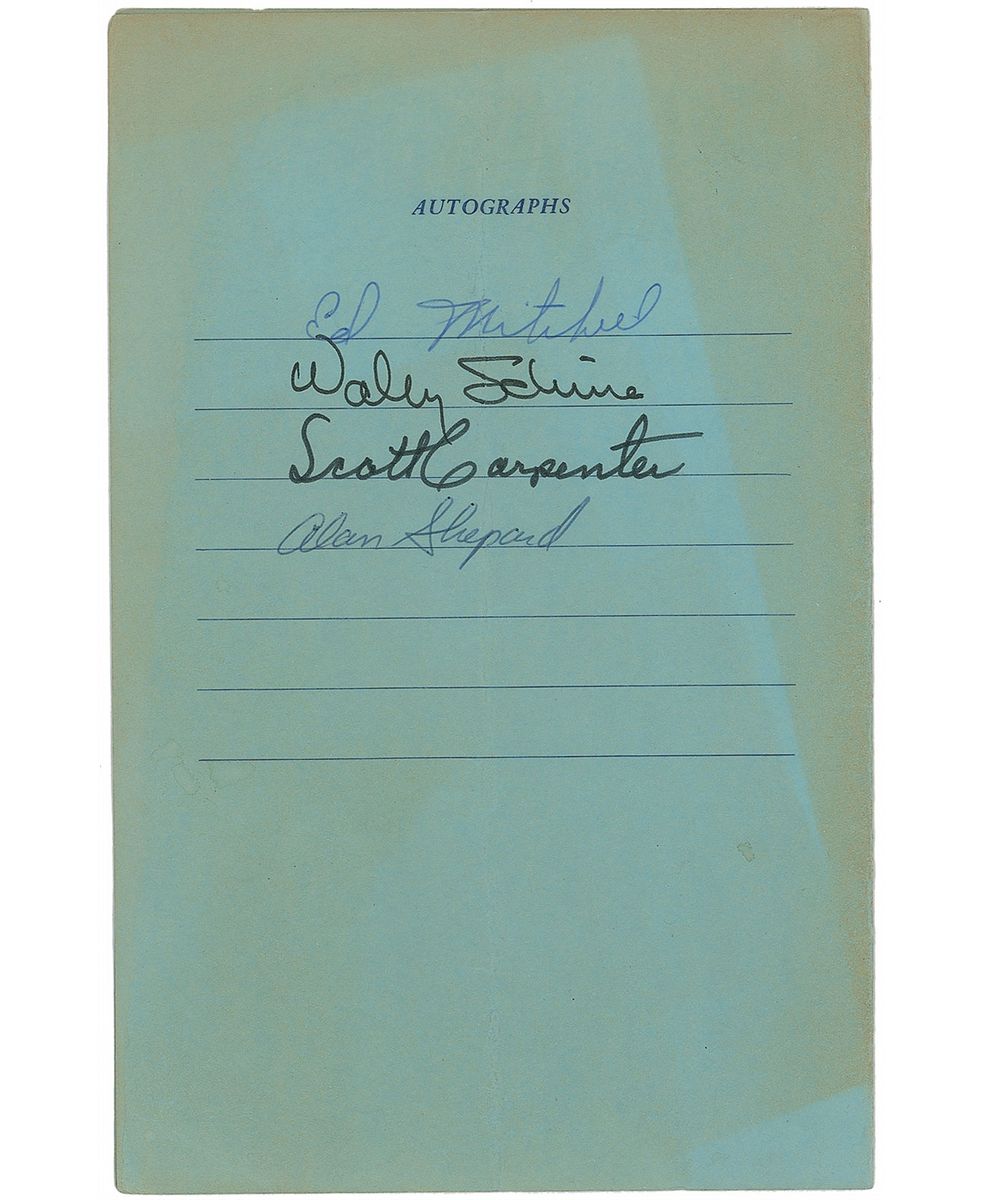 AUTOGRAPHS
Ed Mitchell
Wally Schirra
Scott Carpenter
Alan Shepard